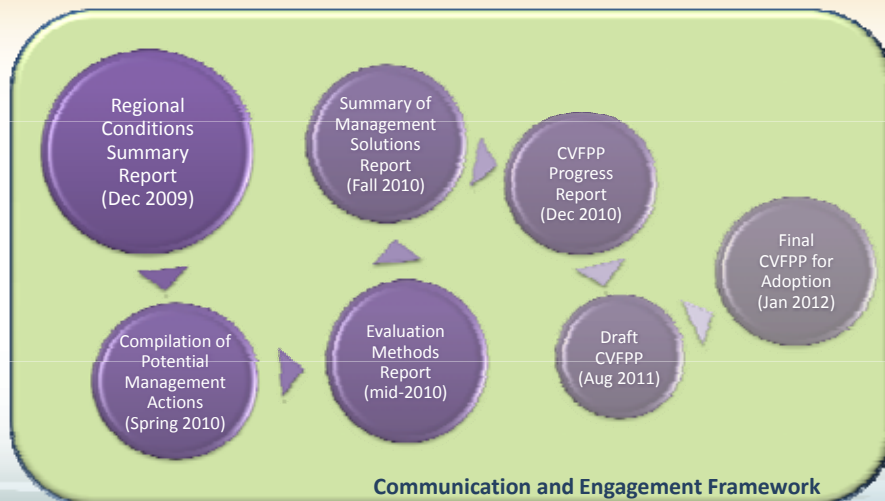 Regional
Conditions
Summary
Report
(Dec 2009)
Compilation of
Potential
Management
Actions
(Spring 2010)
Evaluation
Methods
Report
(mid-2010)
Summary of
Management
Solutions
Report
(Fall 2010)
CVFPP
Progress
Report
(Dec 2010)
Draft
CVFPP
(Aug 2011)
Final
CVFPP for
Adoption
(Jan 2012)
Communication and Engagement Framework